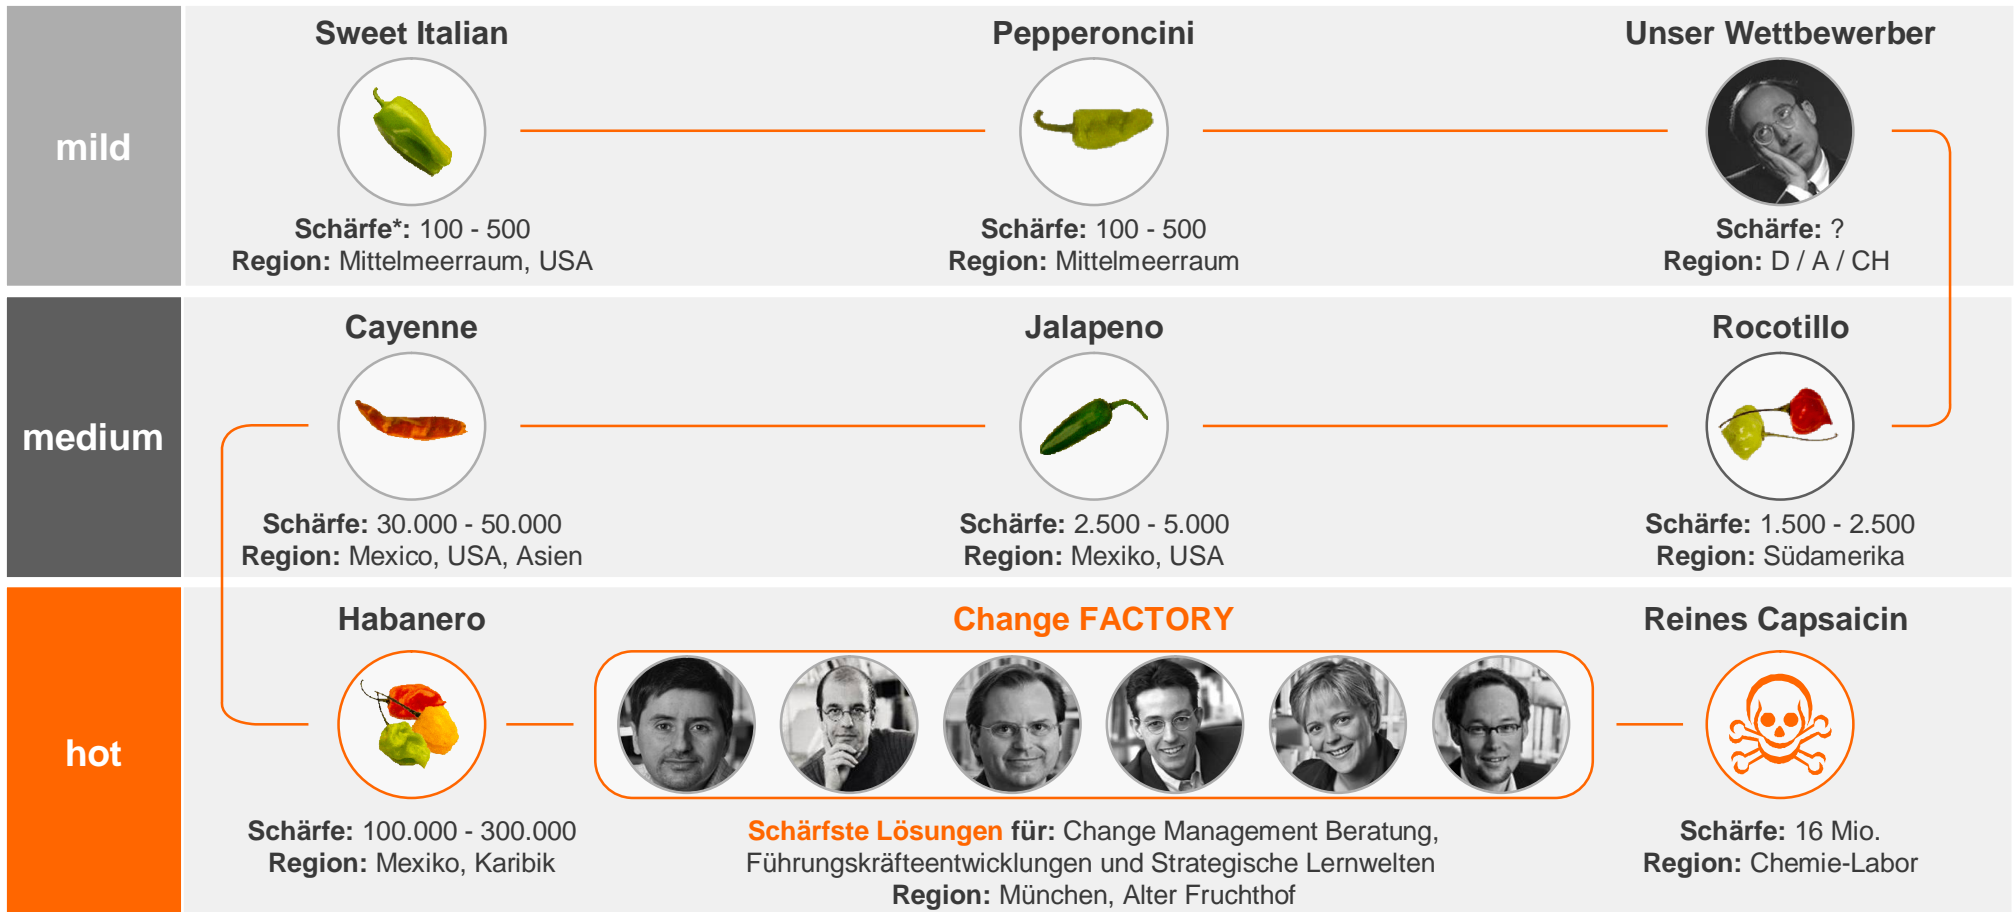 mild
Sweet Italian
Schärfe*: 100 - 500
Region: Mittelmeerraum, USA
Pepperoncini
Schärfe: 100 - 500
Region: Mittelmeerraum
Unser Wettbewerber
Schärfe: ?
Region: D / A / CH
medium
Cayenne
Schärfe: 30.000 - 50.000
Region: Mexico, USA, Asien
Jalapeno
Schärfe: 2.500 - 5.000
Region: Mexiko, USA
Rocotillo
Schärfe: 1.500 - 2.500
Region: Südamerika
hot
Habanero
Schärfe: 100.000 - 300.000
Region: Mexiko, Karibik
Change FACTORY
Schärfste Lösungen für: Change Management Beratung,
Führungskräfteentwicklungen und Strategische Lernwelten
Region: München, Alter Fruchthof
Reines Capsaicin
Schärfe: 16 Mio.
Region: Chemie-Labor